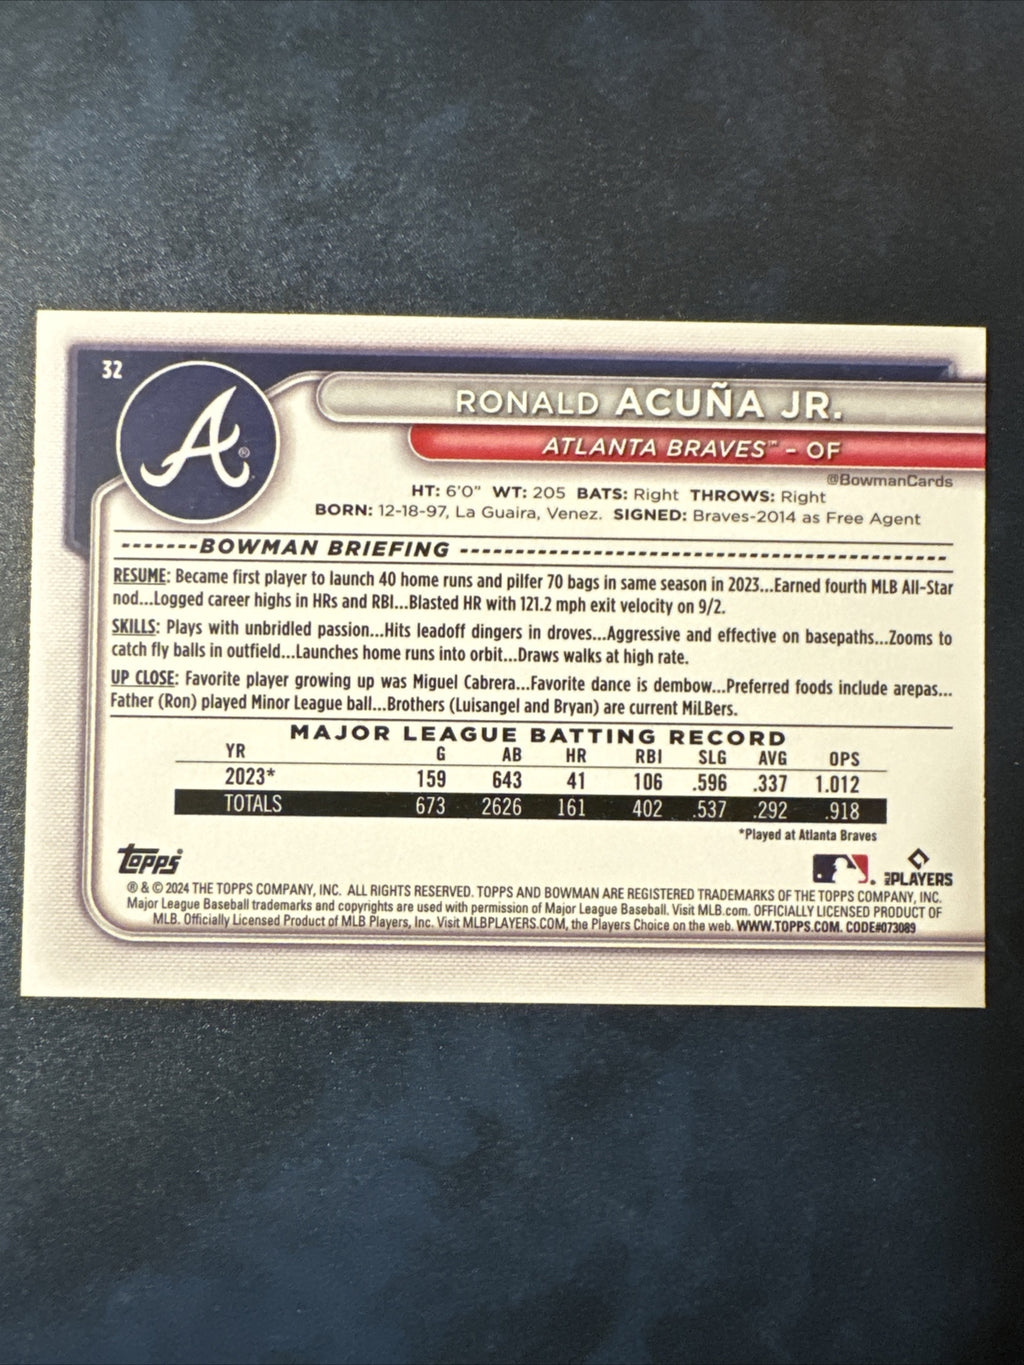 32
A®
RONALD ACUÑA JR.
ATLANTA BRAVES™ - OF
@BowmanCards
HT: 6'0" WT: 205 BATS: Right THROWS: Right
BORN: 12-18-97, La Guaira, Venez. SIGNED: Braves-2014 as Free Agent
BOWMAN BRIEFING
RESUME: Became first player to launch 40 home runs and pilfer 70 bags in same season in 2023...Earned fourth MLB All-Star
nod...Logged career highs in HRs and RBI...Blasted HR with 121.2 mph exit velocity on 9/2.
SKILLS: Plays with unbridled passion...Hits leadoff dingers in droves...Aggressive and effective on basepaths...Zooms to
catch fly balls in outfield...Launches home runs into orbit...Draws walks at high rate.
UP CLOSE: Favorite player growing up was Miguel Cabrera...Favorite dance is dembow...Preferred foods include arepas...
Father (Ron) played Minor League ball...Brothers (Luisangel and Bryan) are current MiLBers.
MAJOR LEAGUE BATTING RECORD
YR G AB HR RBI SLG AVG OPS
2023* 159 643 41 106 .596 .337 1.012
TOTALS 673 2626 161 402 .537 .292 .918
*Played at Atlanta Braves
Topps®
MLB PLAYERS
® & © 2024 THE TOPPS COMPANY, INC. ALL RIGHTS RESERVED. TOPPS AND BOWMAN ARE REGISTERED TRADEMARKS OF THE TOPPS COMPANY, INC.
Major League Baseball trademarks and copyrights are used with permission of Major League Baseball. Visit MLB.com. OFFICIALLY LICENSED PRODUCT OF
MLB. Officially Licensed Product of MLB Players, Inc. Visit MLBPLAYERS.COM, the Players Choice on the web. WWW.TOPPS.COM. CODE#073089